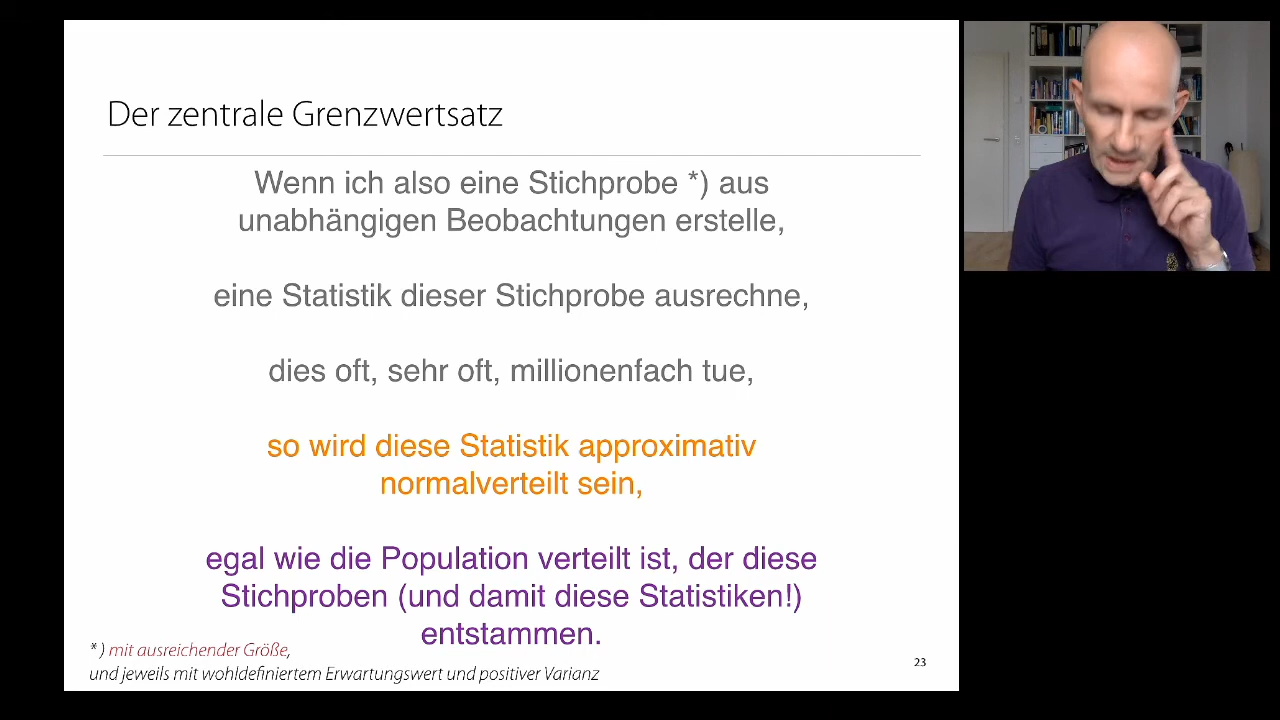 Der zentrale Grenzwertsatz
Wenn ich also eine Stichprobe *) aus
unabhängigen Beobachtungen erstelle,
eine Statistik dieser Stichprobe ausrechne,
dies oft, sehr oft, millionenfach tue,
so wird diese Statistik approximativ
normalverteilt sein,
egal wie die Population verteilt ist, der diese
Stichproben (und damit diese Statistiken!)
entstammen.
* ) mit ausreichender Größe,
und jeweils mit wohldefiniertem Erwartungswert und positiver Varianz
23